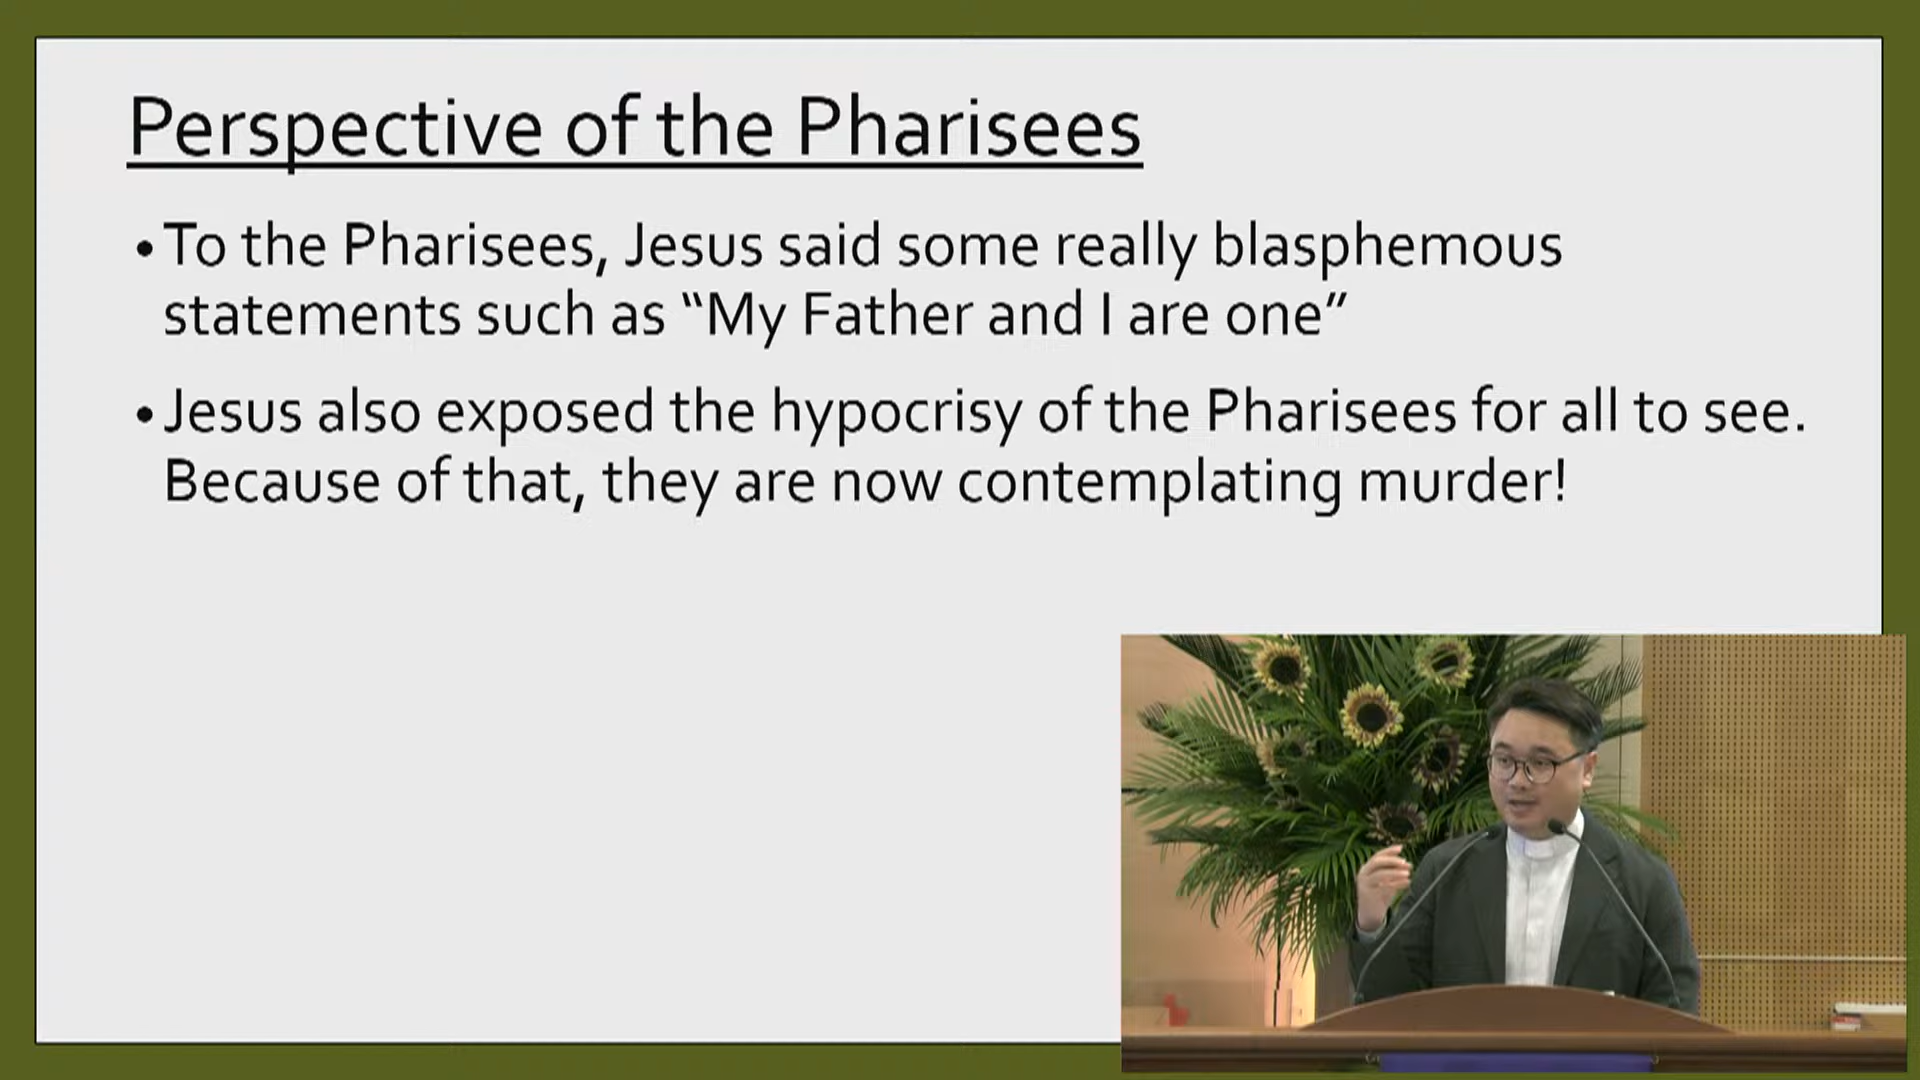 Perspective of the Pharisees
•To the Pharisees, Jesus said some really blasphemous
statements such as “My Father and I are one”
•Jesus also exposed the hypocrisy of the Pharisees for all to see.
Because of that, they are now contemplating murder!